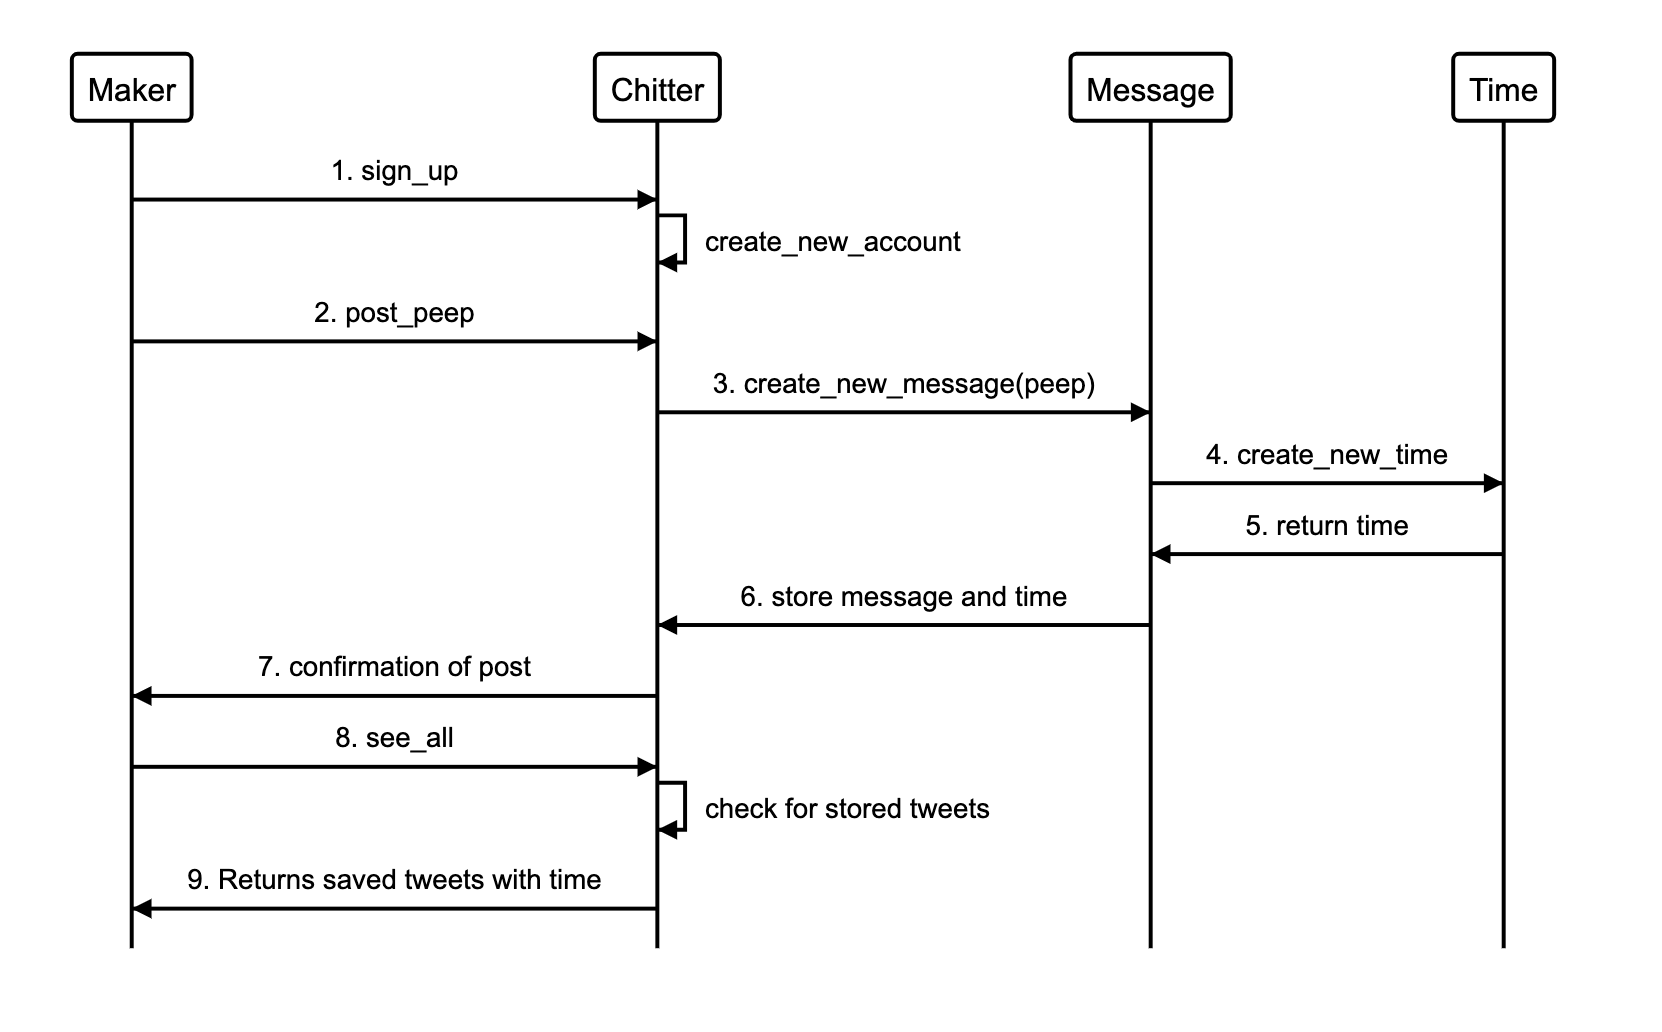 Maker
Chitter
Message
Time
1. sign_up
create_new_account
2. post_peep
3. create_new_message(peep)
4. create_new_time
5. return time
6. store message and time
7. confirmation of post
8. see_all
check for stored tweets
9. Returns saved tweets with time